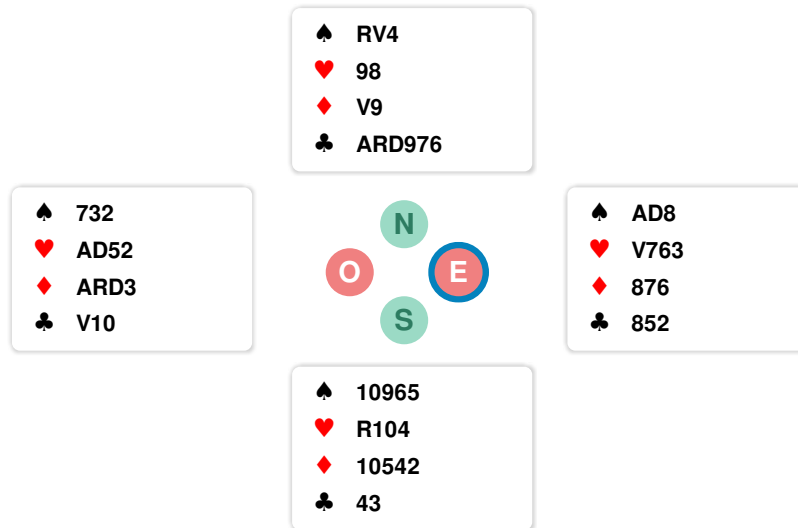 ♠ RV4
♥ 98
♦ V9
♣ ARD976
♠ 732
♥ AD52
♦ ARD3
♣ V10
N
O
E
S
♠ AD8
♥ V763
♦ 876
♣ 852
♠ 10965
♥ R104
♦ 10542
♣ 43